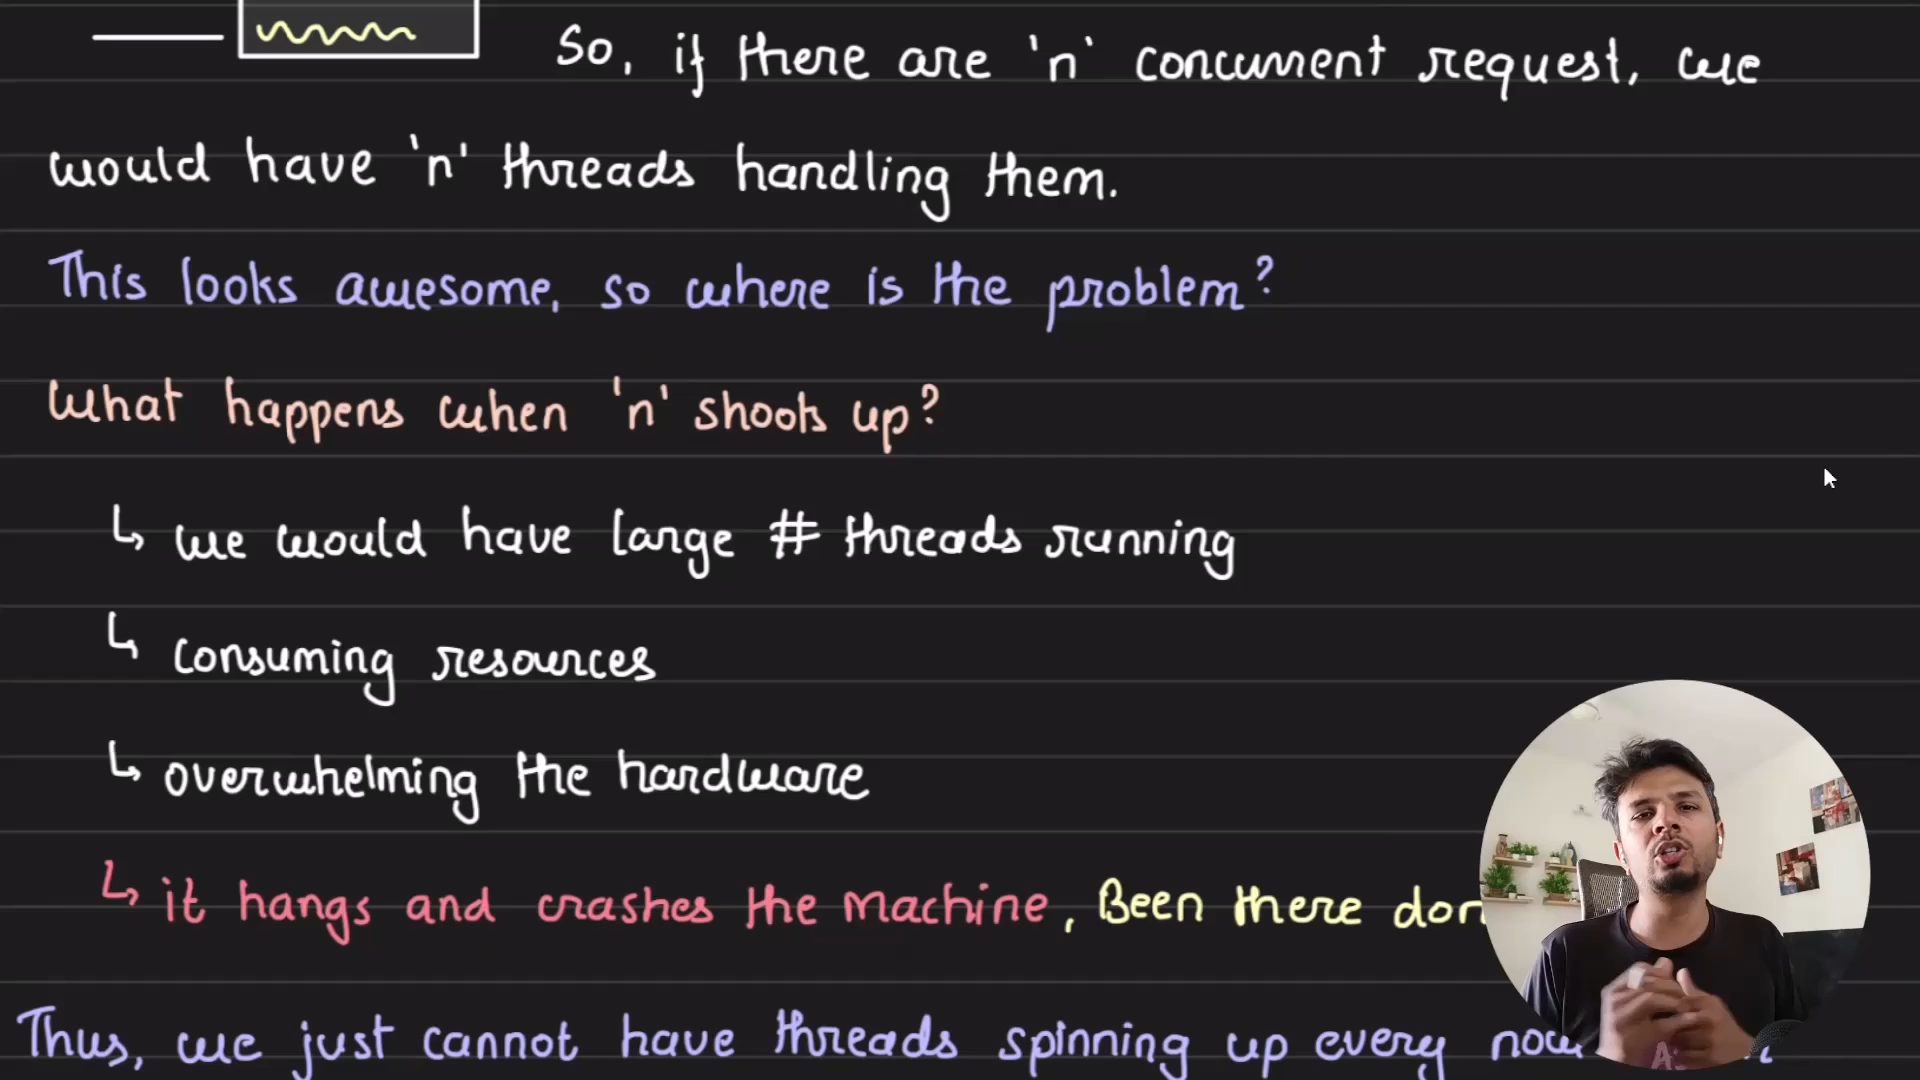 So, if there are 'n' concurrent request, we
would have 'n' threads handling them.
This looks awesome, so where is the problem?
What happens when 'n' shoots up?
↳ we would have large # threads running
↳ consuming resources
↳ overwhelming the hardware
↳ it hangs and crashes the machine, Been there
Thus, we just cannot have threads spinning up every